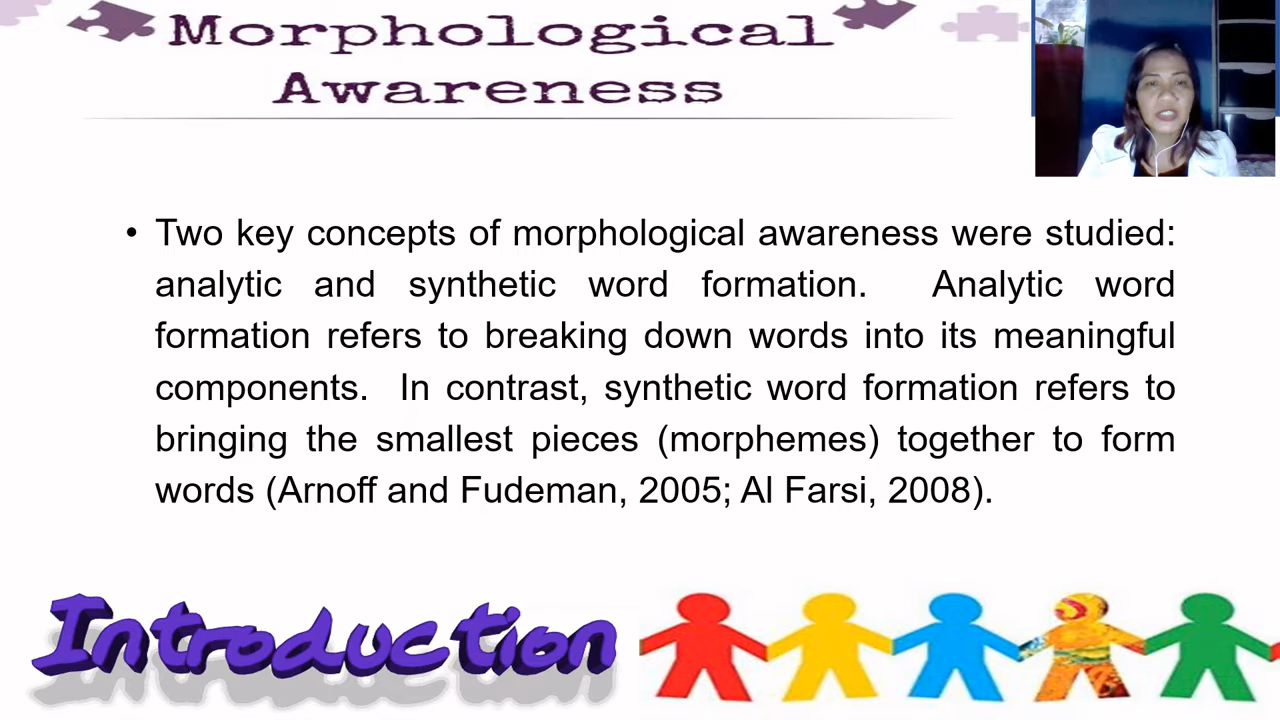 Morphological
Awareness
• Two key concepts of morphological awareness were studied:
analytic and synthetic word formation. Analytic word
formation refers to breaking down words into its meaningful
components. In contrast, synthetic word formation refers to
bringing the smallest pieces (morphemes) together to form
words (Arnoff and Fudeman, 2005; Al Farsi, 2008).
Introduction